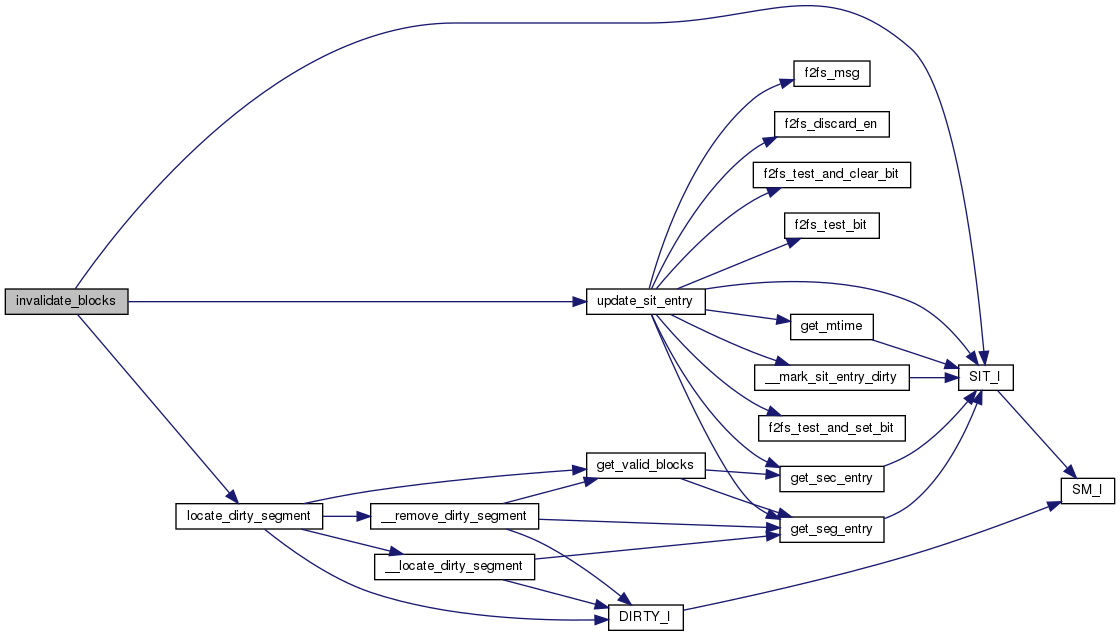 f2fs_msg
f2fs_discard_en
f2fs_test_and_clear_bit
f2fs_test_bit
invalidate_blocks
update_sit_entry
get_mtime
__mark_sit_entry_dirty
SIT_I
f2fs_test_and_set_bit
get_valid_blocks
get_sec_entry
SM_I
locate_dirty_segment
__remove_dirty_segment
get_seg_entry
__locate_dirty_segment
DIRTY_I